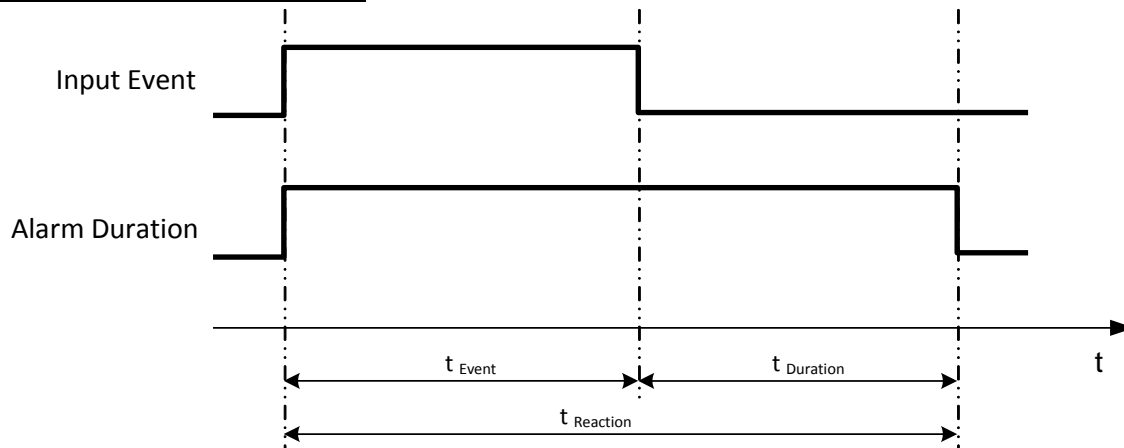 Input Event
Alarm Duration
t
t Event
t Duration
t Reaction